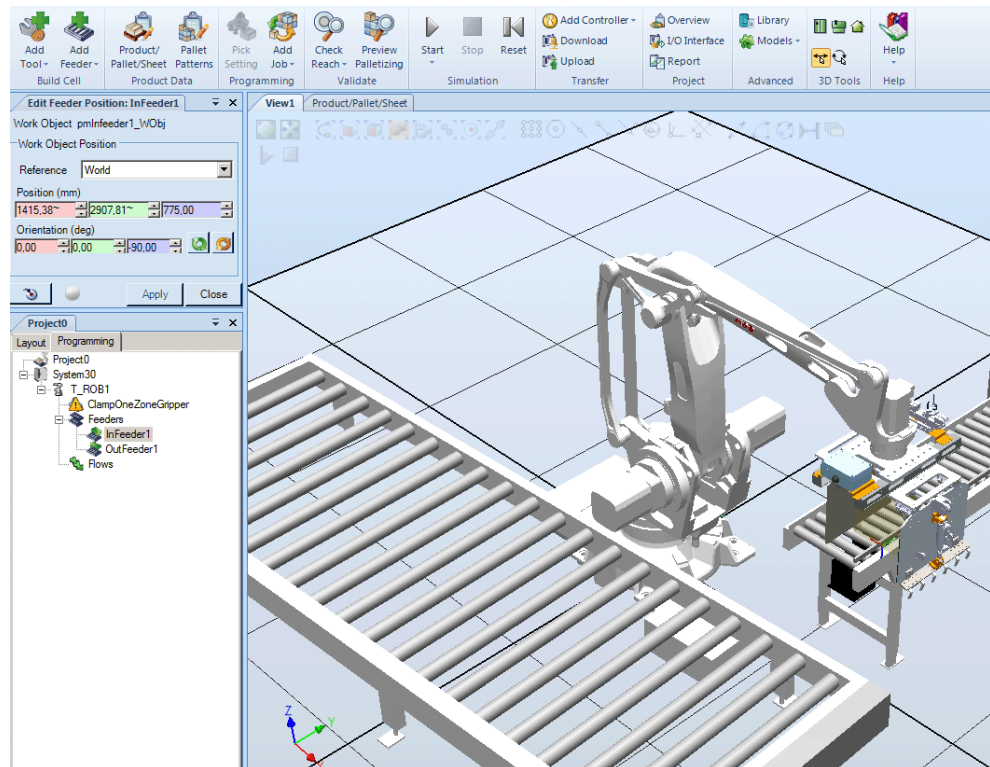 Add Tool
Add Feeder
Product/ Pallet/Sheet
Pallet Patterns
Pick Setting
Add Job
Check Reach
Preview Palletizing
Start
Stop
Reset
Add Controller
Download
Upload
Overview
I/O Interface
Report
Library
Models
Help
Build Cell
Product Data
Programming
Validate
Simulation
Transfer
Project
Advanced
3D Tools
Help
Edit Feeder Position: InFeeder1
Work Object pmInfeeder1_WObj
Work Object Position
Reference World
Position (mm)
1415,38~ 2907,81~ 775,00
Orientation (deg)
0,00 0,00 -90,00
Apply Close
Project0
Layout Programming
Project0
System30
T_ROB1
ClampOneZoneGripper
Feeders
InFeeder1
OutFeeder1
Flows
View1 Product/Pallet/Sheet
ABB
Z
Y